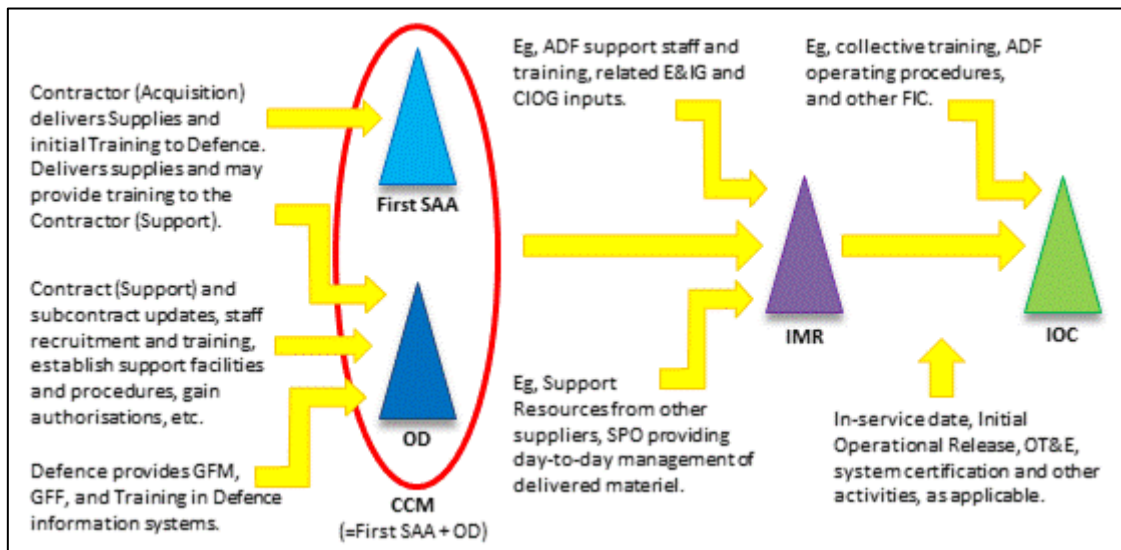 Contractor (Acquisition)
delivers Supplies and
initial Training to Defence.
Delivers supplies and may
provide training to the
Contractor (Support).
Contract (Support) and
subcontract updates, staff
recruitment and training,
establish support facilities
and procedures, gain
authorisations, etc.
Defence provides GFM,
GFF, and Training in Defence
information systems.
First SAA
OD
CCM
(=First SAA + OD)
Eg, ADF support staff and
training, related E&IG and
CIOG inputs.
IMR
Eg, Support
Resources from other
suppliers, SPO providing
day-to-day management of
delivered materiel.
Eg, collective training, ADF
operating procedures,
and other FIC.
IOC
In-service date, Initial
Operational Release, OT&E,
system certification and other
activities, as applicable.